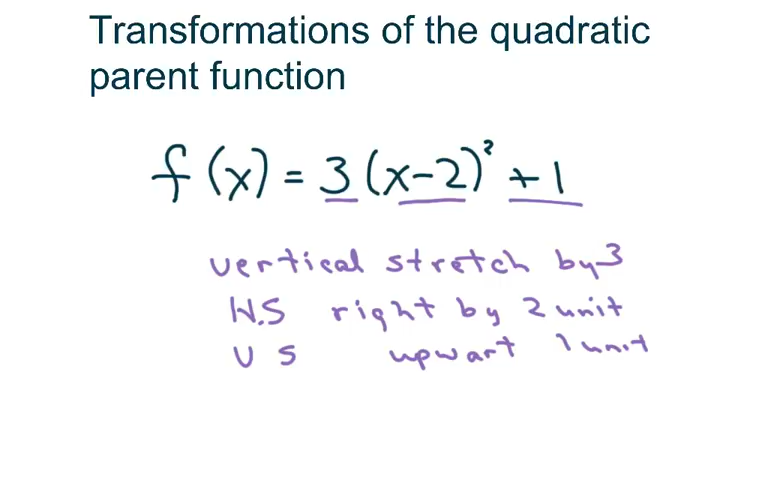 Transformations of the quadratic
parent function
f(x) = 3(x-2)² + 1
vertical stretch by 3
H.S right by 2 unit
V S upwart 1 unit